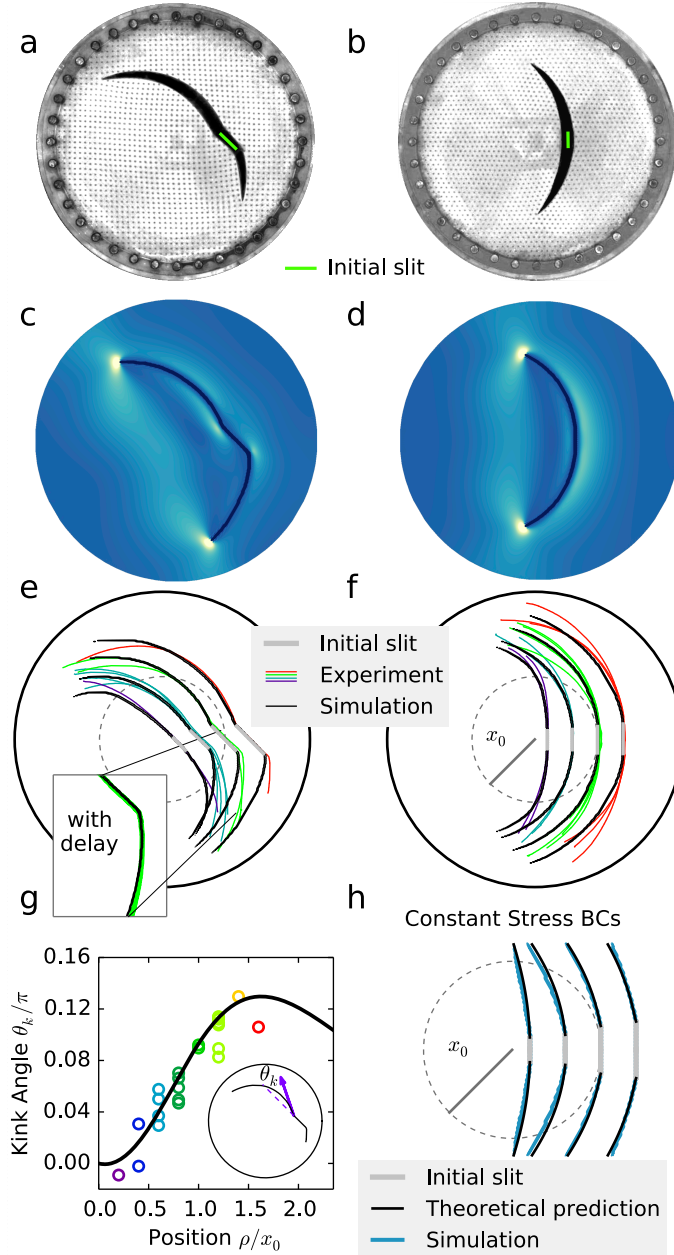 a
b
Initial slit
c
d
e
f
Initial slit
Experiment
Simulation
x₀
with
delay
g
h
Constant Stress BCs
Kink Angle θₖ/π
0.16
0.12
0.08
0.04
0.00
θₖ
0.0 0.5 1.0 1.5 2.0
Position ρ/x₀
x₀
Initial slit
Theoretical prediction
Simulation